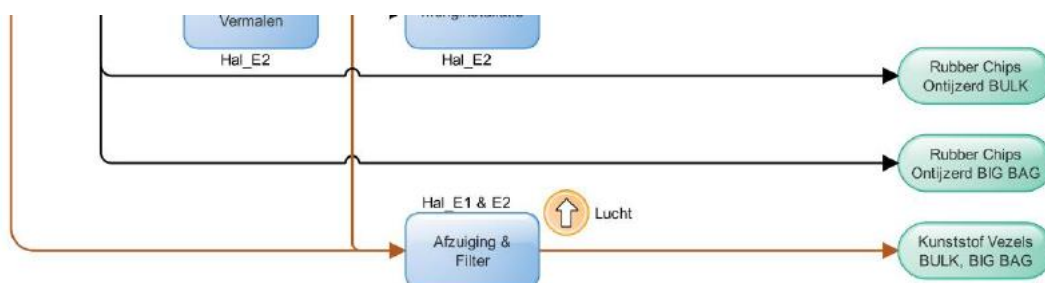 Vermalen
Hal_E2
Hal_E2
Rubber Chips
Ontijzerd BULK
Rubber Chips
Ontijzerd BIG BAG
Hal_E1 & E2
Lucht
Afzuiging &
Filter
Kunststof Vezels
BULK, BIG BAG